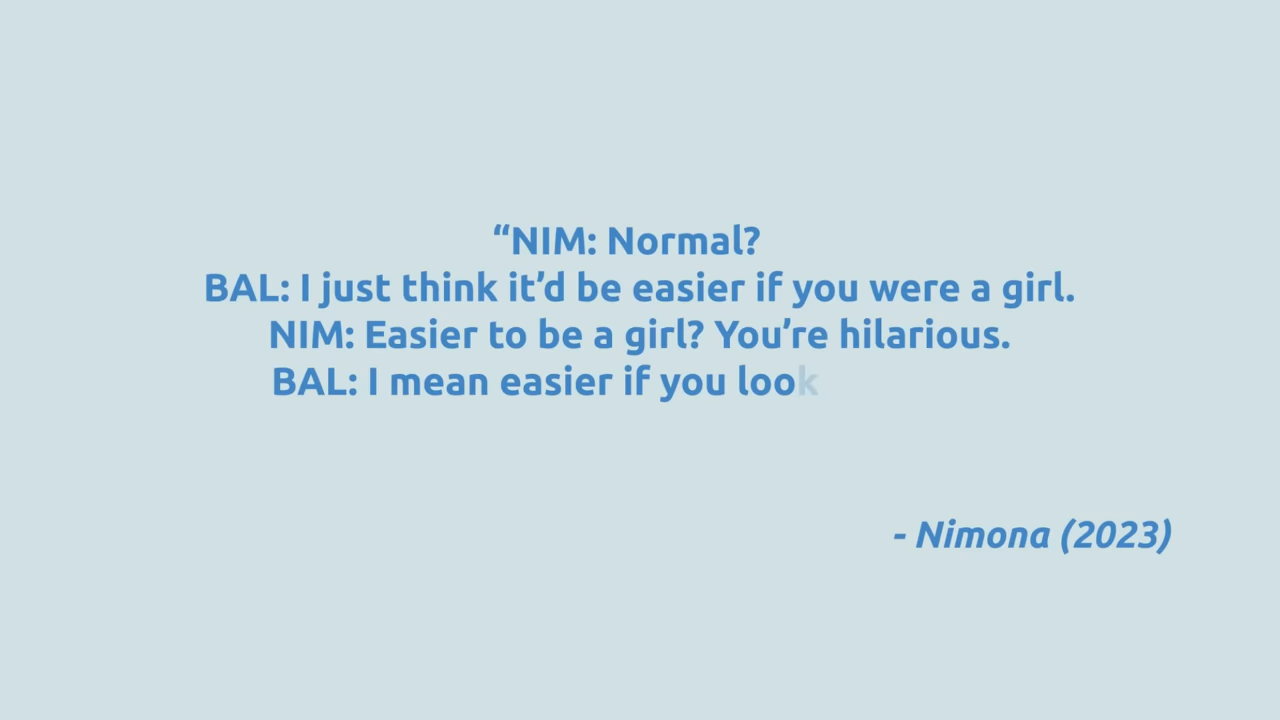 “NIM: Normal?
BAL: I just think it’d be easier if you were a girl.
NIM: Easier to be a girl? You’re hilarious.
BAL: I mean easier if you look
- Nimona (2023)